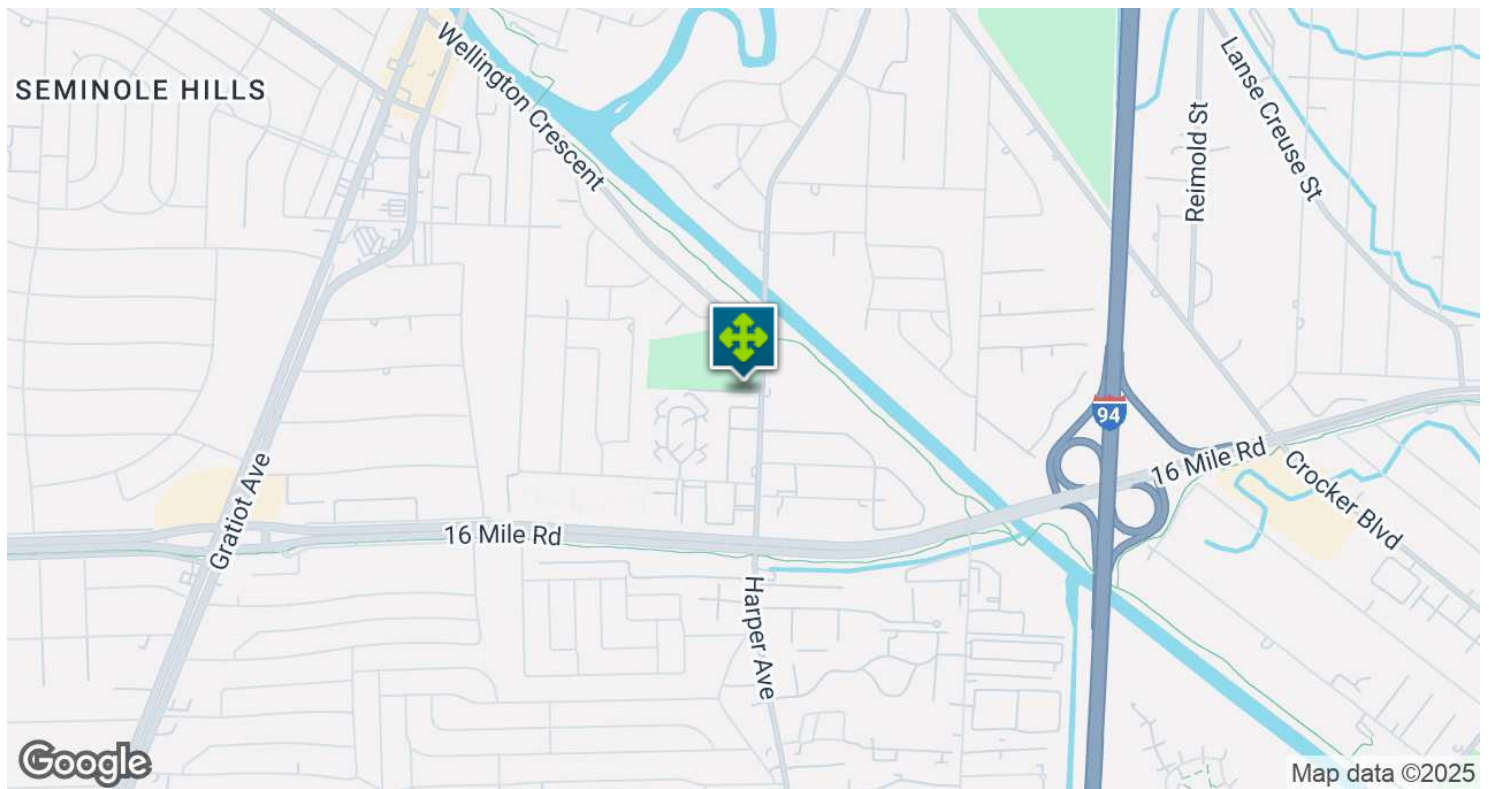 SEMINOLE HILLS
Wellington Crescent
Reimold St
Lanse Creuse St
94
16 Mile Rd
Crocker Blvd
Gratiot Ave
16 Mile Rd
Harper Ave
Google
Map data ©2025